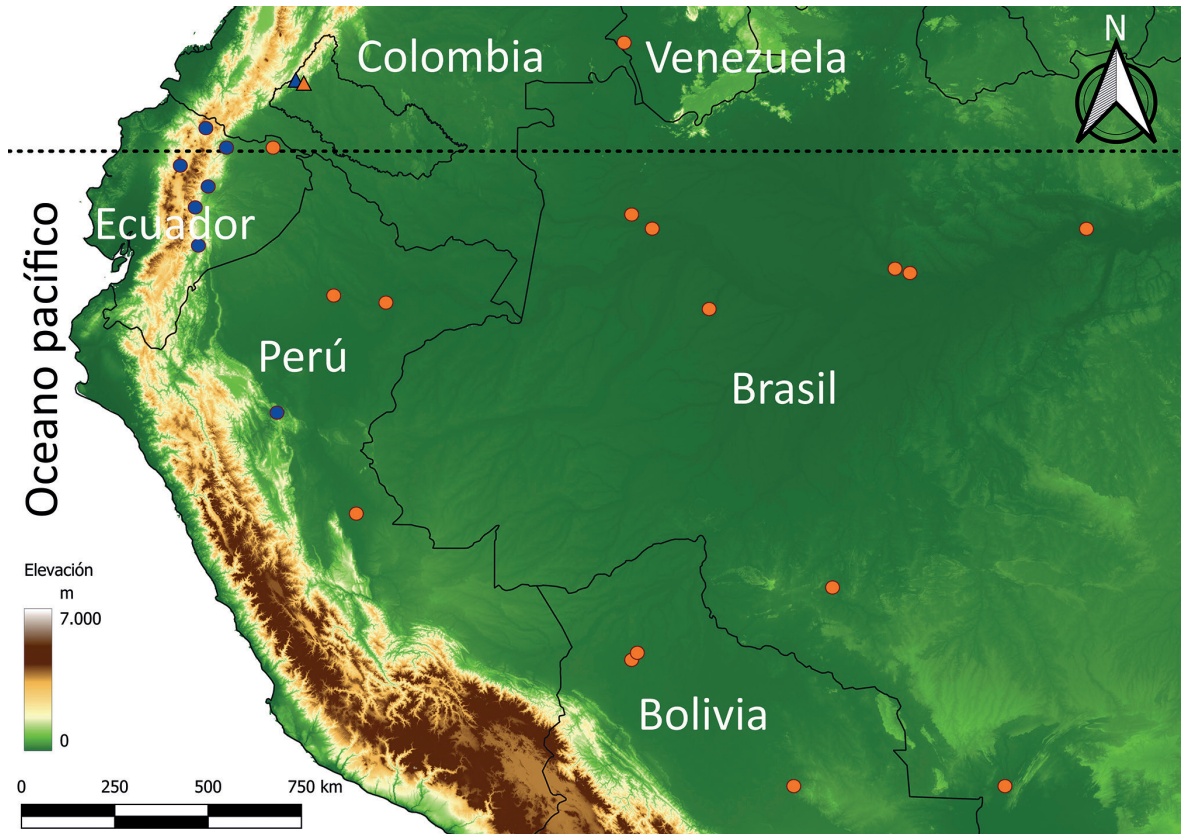 Colombia
Venezuela
N
Ecuador
Oceano pacífico
Perú
Brasil
Bolivia
Elevación
m
7.000
0
0 250 500 750 km